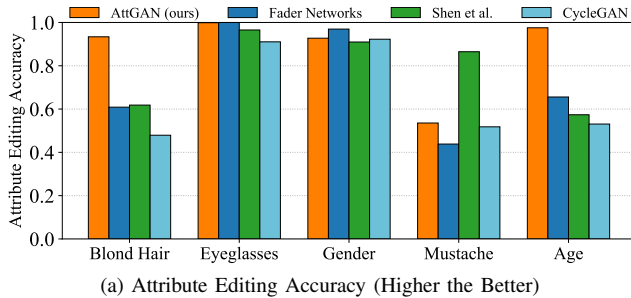 AttGAN (ours) Fader Networks Shen et al. CycleGAN
Attribute Editing Accuracy
1.0
0.8
0.6
0.4
0.2
0.0
Blond Hair Eyeglasses Gender Mustache Age
(a) Attribute Editing Accuracy (Higher the Better)